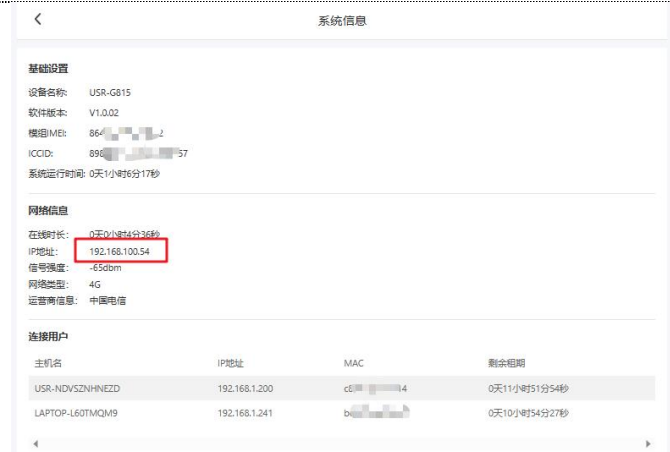 系统信息
基础设置
设备名称: USR-G815
软件版本: V1.0.02
模组IMEI: 864
ICCID: 898 57
系统运行时间: 0天1小时6分17秒
网络信息
在线时长: 0天0小时4分36秒
IP地址: 192.168.100.54
信号强度: -65dbm
网络类型: 4G
运营商信息: 中国电信
连接用户
主机名 IP地址 MAC 剩余租期
USR-NDVSZNHNEZD 192.168.1.200 c8 14 0天11小时51分54秒
LAPTOP-L60TMQM9 192.168.1.241 0天10小时54分27秒